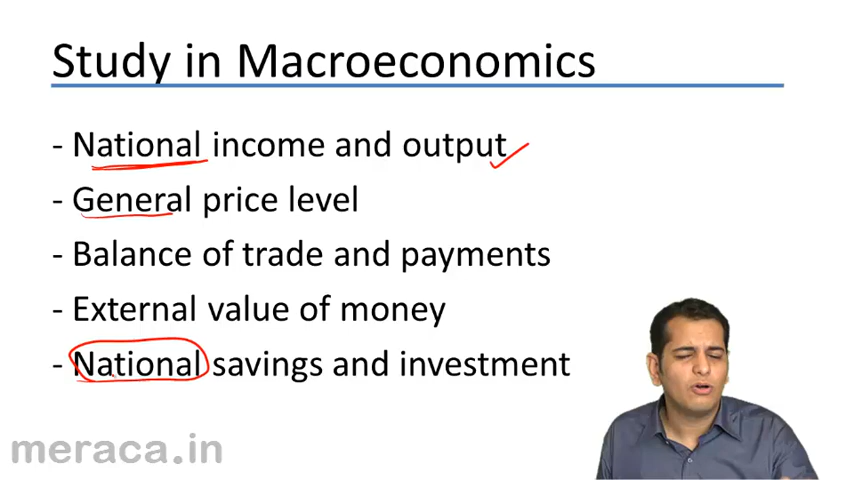 Study in Macroeconomics
- National income and output
- General price level
- Balance of trade and payments
- External value of money
- National savings and investment
meraca.in